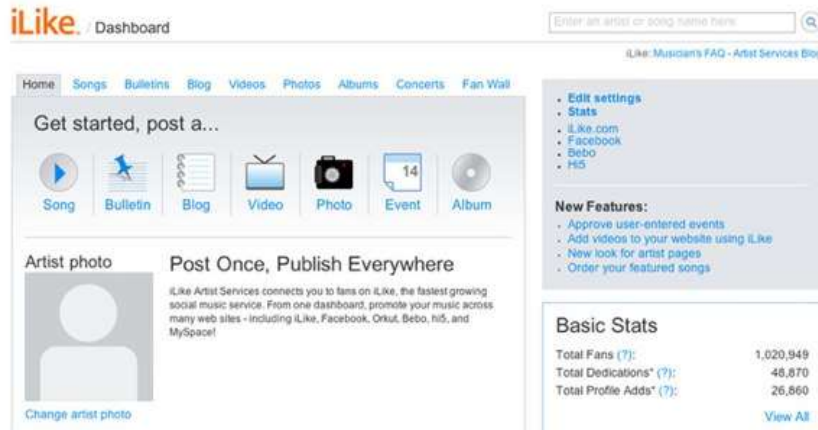 iLike. / Dashboard
Enter an artist or song name here
iLike: Musician's FAQ - Artist Services Blog
Home Songs Bulletins Blog Videos Photos Albums Concerts Fan Wall
Get started, post a...
14
Song Bulletin Blog Video Photo Event Album
Artist photo
Change artist photo
Post Once, Publish Everywhere
iLike Artist Services connects you to fans on iLike, the fastest growing
social music service. From one dashboard, promote your music across
many web sites - including iLike, Facebook, Orkut, Bebo, hi5, and
MySpace!
Edit settings
Stats
iLike.com
Facebook
Bebo
Hi5
New Features:
Approve user-entered events
Add videos to your website using iLike
New look for artist pages
Order your featured songs
Basic Stats
Total Fans (?): 1,020,949
Total Dedications* (?): 48,870
Total Profile Adds* (?): 26,860
View All